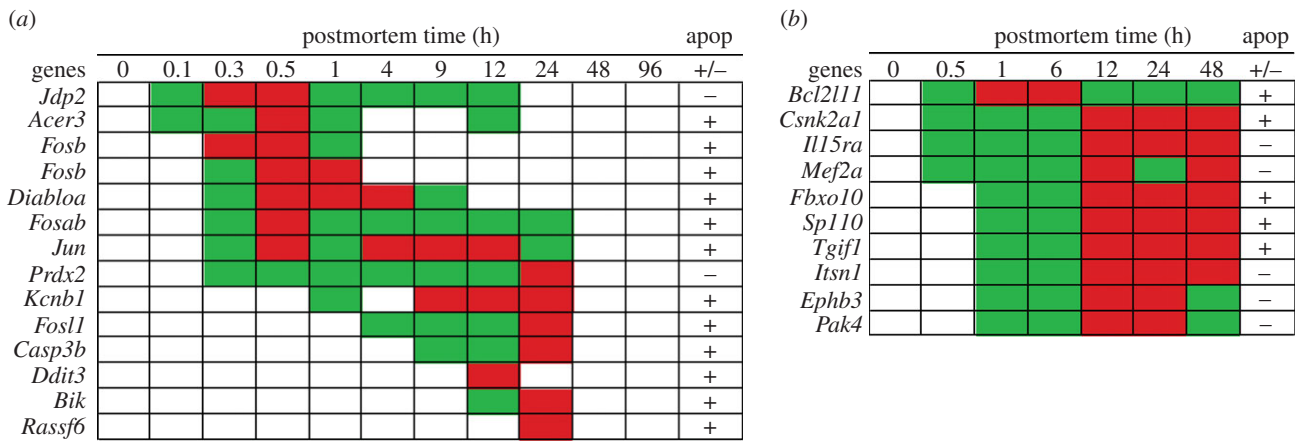 (a)
postmortem time (h) apop
genes 0 0.1 0.3 0.5 1 4 9 12 24 48 96 +/–
Jdp2 –
Acer3 +
Fosb +
Fosb +
Diabloa +
Fosab +
Jun +
Prdx2 –
Kcnb1 +
Fosl1 +
Casp3b +
Ddit3 +
Bik +
Rassf6 +
(b)
postmortem time (h) apop
genes 0 0.5 1 6 12 24 48 +/–
Bcl2l11 +
Csnk2a1 +
Il15ra –
Mef2a –
Fbxo10 +
Sp110 +
Tgif1 +
Itsn1 –
Ephb3 –
Pak4 –